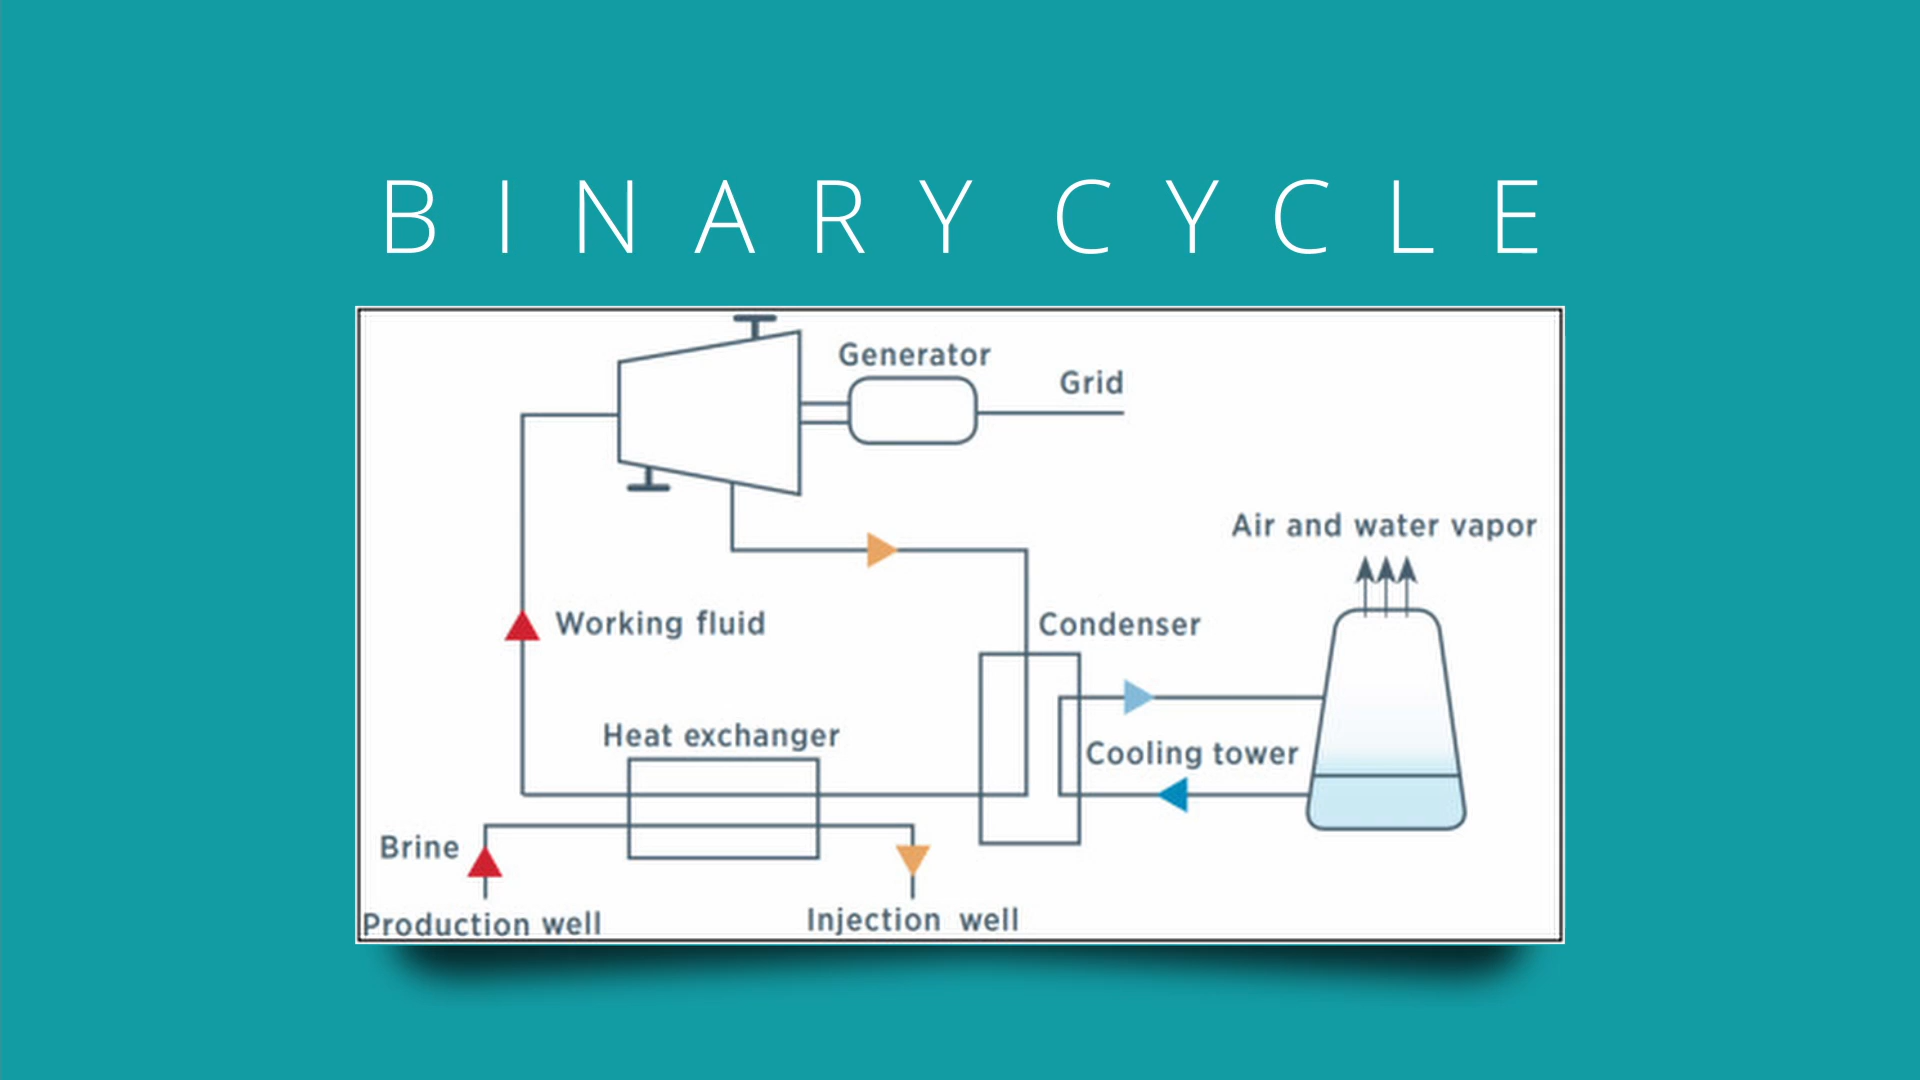 BINARY CYCLE
Generator
Grid
Air and water vapor
Working fluid
Condenser
Heat exchanger
Cooling tower
Brine
Production well
Injection well